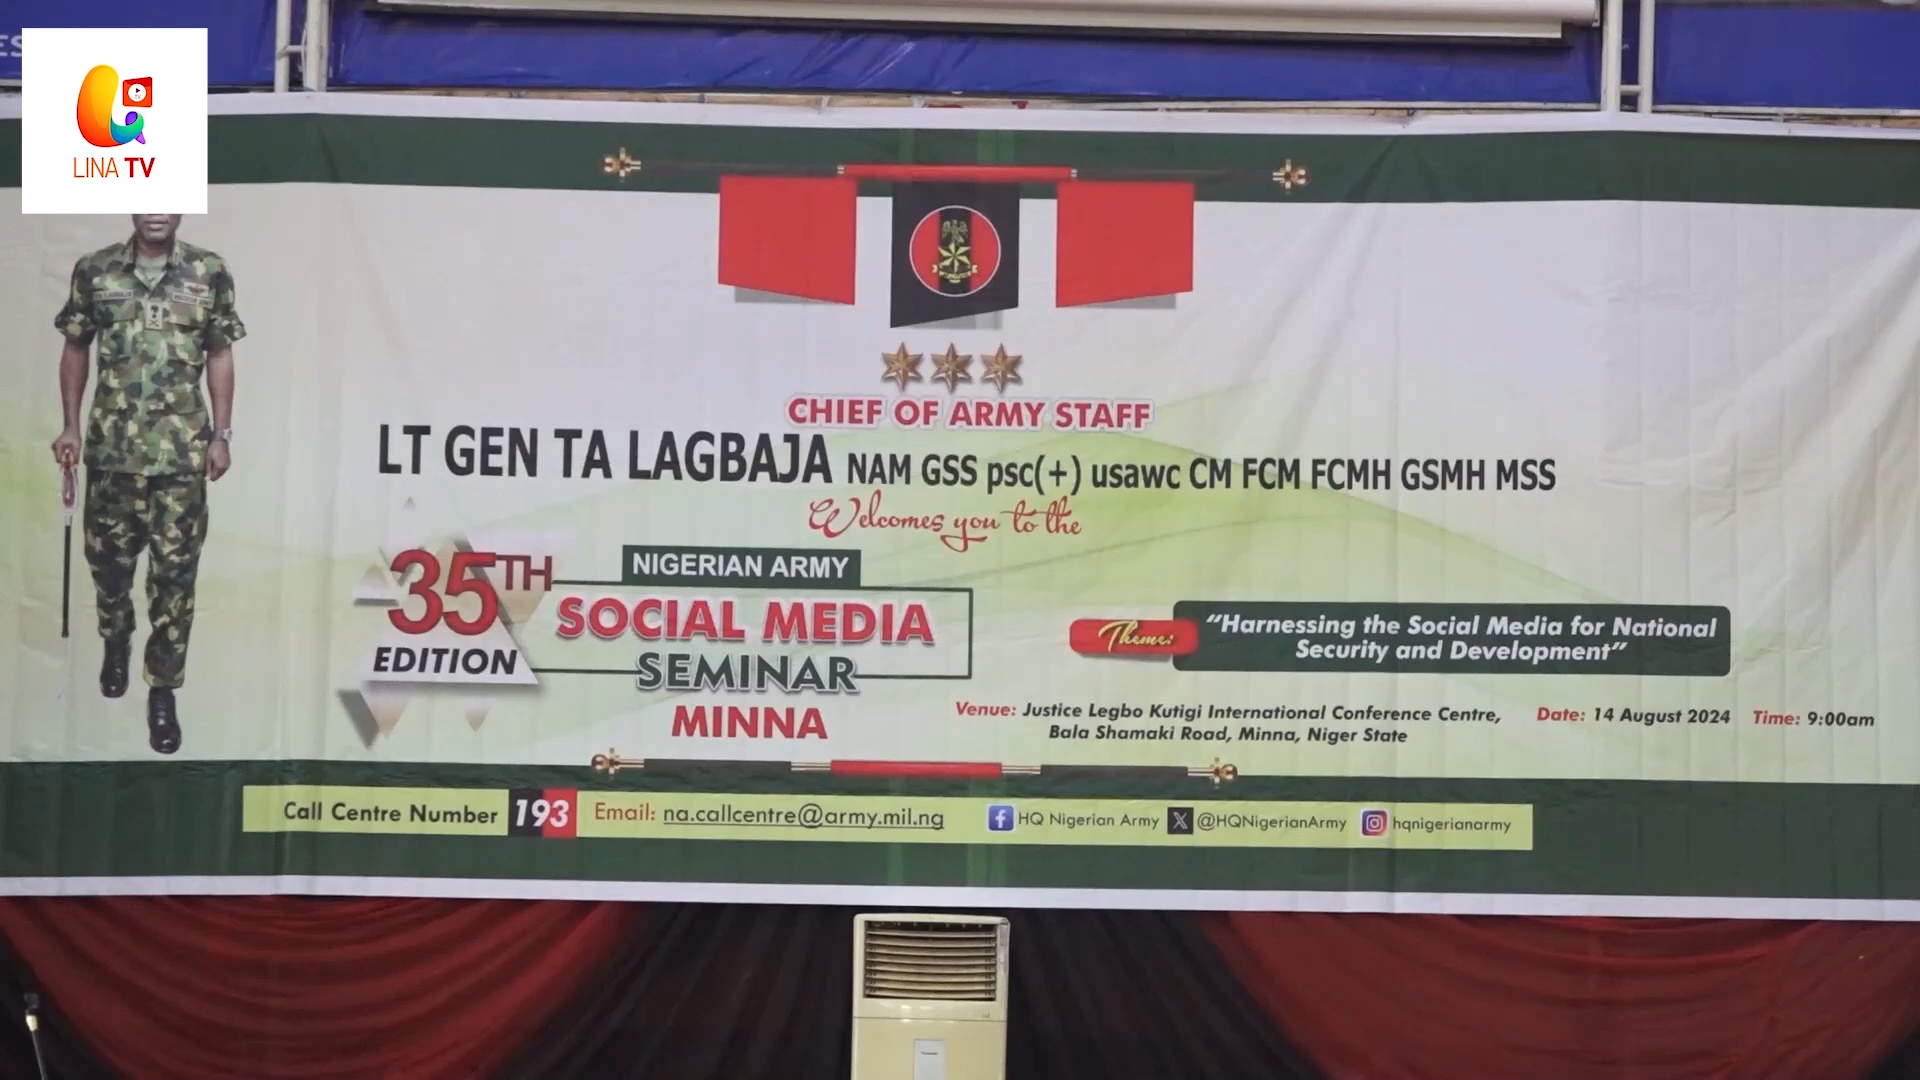 ES
LINA TV
CHIEF OF ARMY STAFF
LT GEN TA LAGBAJA NAM GSS psc(+) usawc CM FCM FCMH GSMH MSS
Welcomes you to the
35TH EDITION
NIGERIAN ARMY
SOCIAL MEDIA
SEMINAR
MINNA
Theme: "Harnessing the Social Media for National
Security and Development"
Venue: Justice Legbo Kutigi International Conference Centre,
Bala Shamaki Road, Minna, Niger State
Date: 14 August 2024 Time: 9:00am
Call Centre Number 193 Email: na.callcentre@army.mil.ng HQ Nigerian Army @HQNigerianArmy hqnigerianarmy